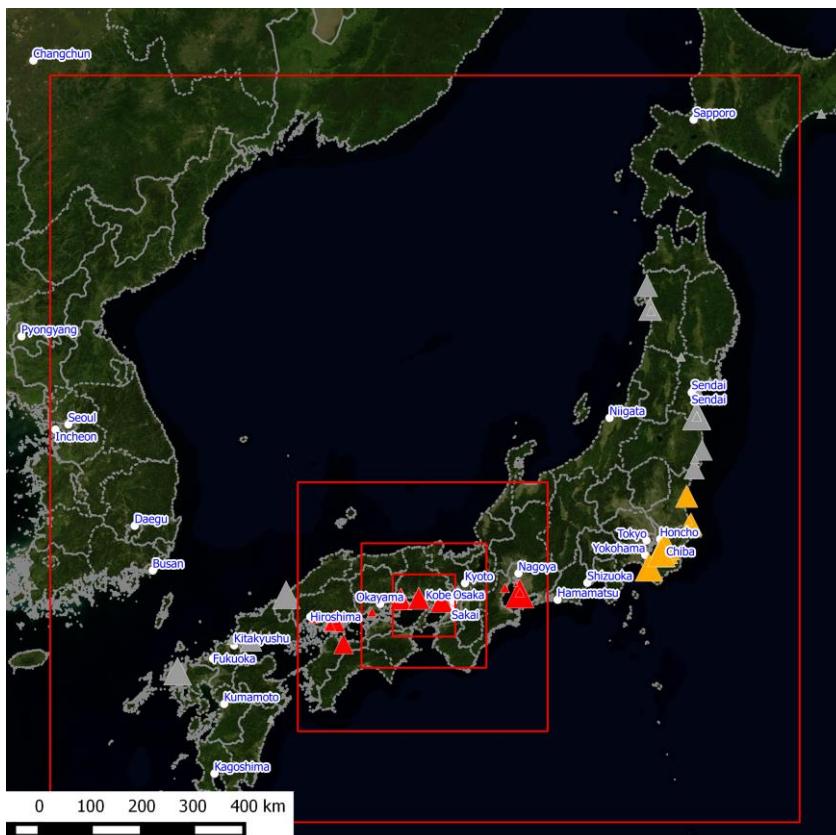 Changchun
Sapporo
Pyongyang
Sendai
Sendai
Niigata
Seoul
Incheon
Daegu
Tokyo
Honcho
Yokohama
Chiba
Busan
Kyoto
Nagoya
Shizuoka
Okayama
Kobe
Osaka
Hamamatsu
Hiroshima
Sakai
Kitakyushu
Fukuoka
Kumamoto
Kagoshima
0 100 200 300 400 km